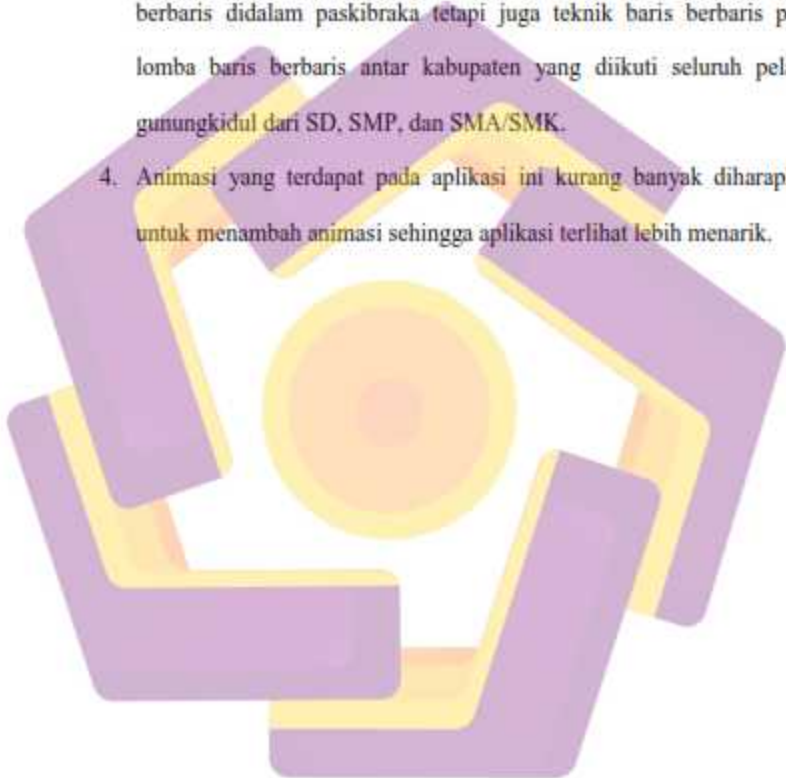 berbaris didalam paskibraka tetapi juga teknik baris berbaris
lomba baris berbaris antar kabupaten yang diikuti seluruh
gunungkidul dari SD, SMP, dan SMA/SMK.
4. Animasi yang terdapat pada aplikasi ini kurang banyak
untuk menambah animasi sehingga aplikasi terlihat lebih menarik.